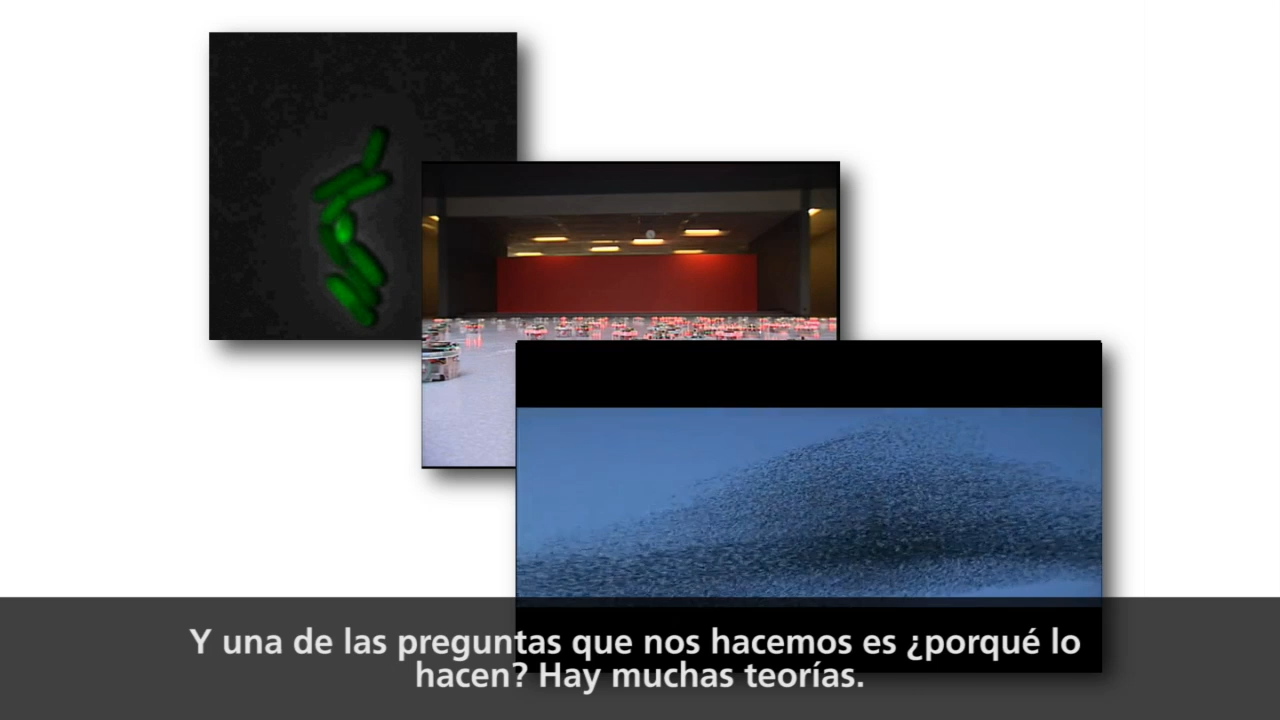 Y una de las preguntas que nos hacemos es ¿porqué lo
hacen? Hay muchas teorías.